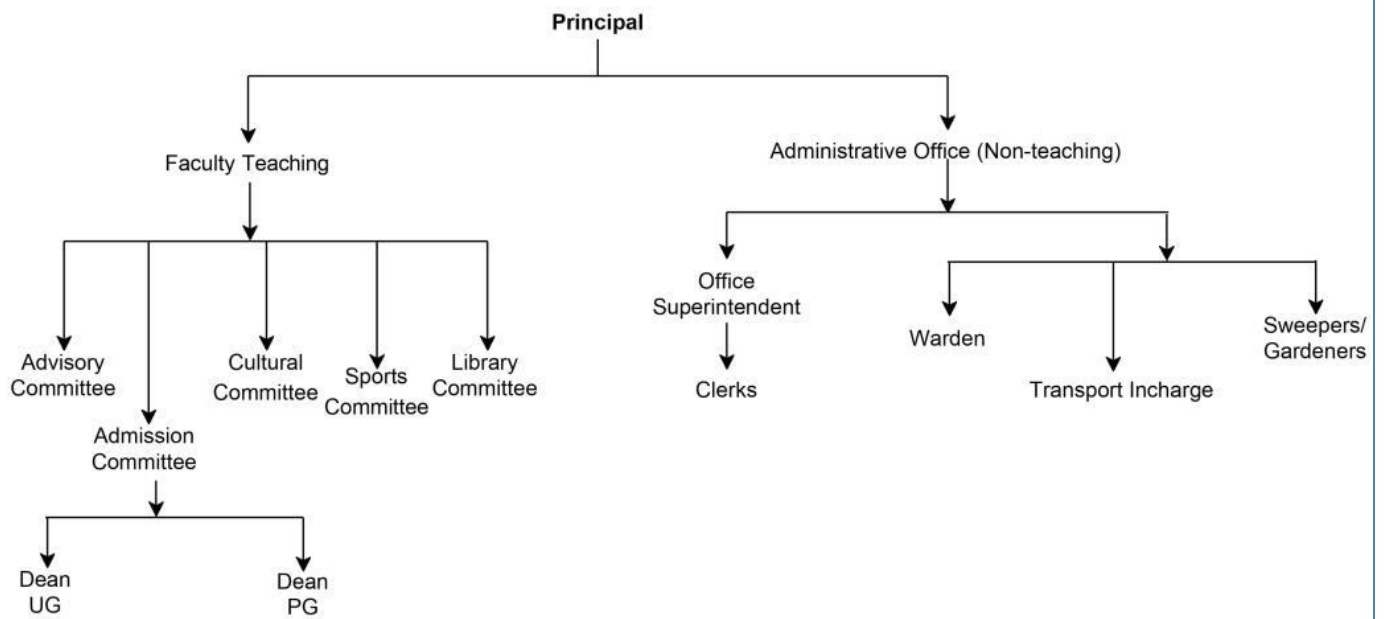 Principal
Faculty Teaching
Administrative Office (Non-teaching)
Advisory
Committee
Admission
Committee
Cultural
Committee
Sports
Committee
Library
Committee
Dean
UG
Dean
PG
Office
Superintendent
Clerks
Warden
Transport Incharge
Sweepers/
Gardeners